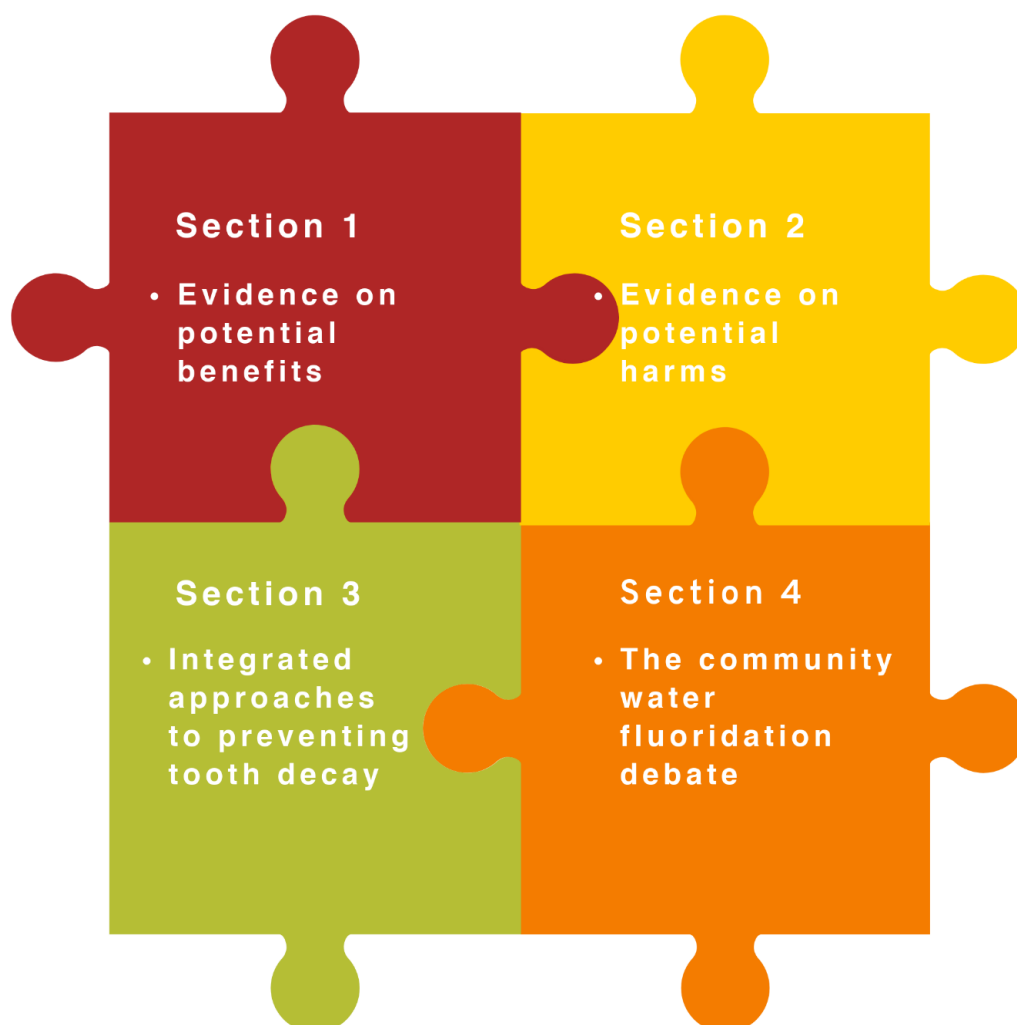 Section 1
• Evidence on
potential
benefits
Section 2
• Evidence on
potential
harms
Section 3
• Integrated
approaches
to preventing
tooth decay
Section 4
• The community
water
fluoridation
debate